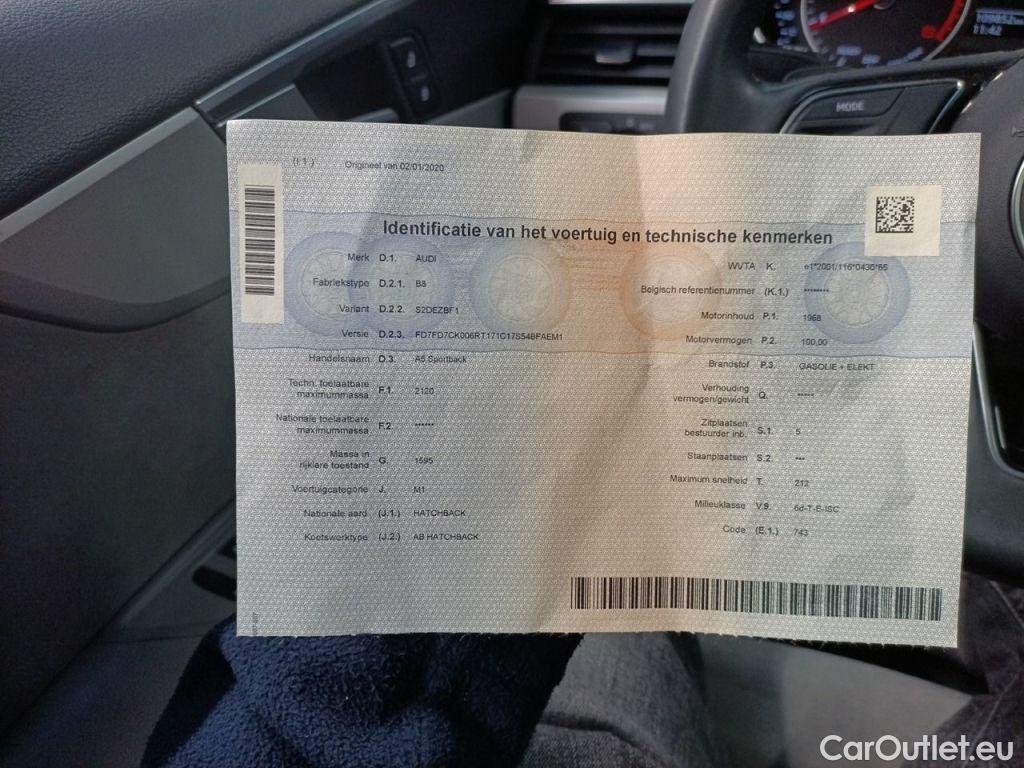 109852 km
11:42
MODE
(I.1.) Origineel van 02/01/2020
Identificatie van het voertuig en technische kenmerken
Merk D.1. AUDI
Fabriekstype D.2.1. B8
Variant D.2.2. S2DEZBF1
Versie D.2.3. FD7FD7CK006RT171C17S54BFAEM1
Handelsnaam D.3. A5 Sportback
Techn. toelaatbare
maximummassa F.1. 2120
Nationale toelaatbare
maximummassa F.2. ******
Massa in
rijklare toestand G. 1595
Voertuigcategorie J. M1
Nationale aard (J.1.) HATCHBACK
Koetswerktype (J.2.) AB HATCHBACK
WVTA K. e1*2001/116*0430*65
Belgisch referentienummer (K.1.) ********
Motorinhoud P.1. 1968
Motorvermogen P.2. 100,00
Brandstof P.3. GASOLIE + ELEKT
Verhouding
vermogen/gewicht Q. *****
Zitplaatsen
bestuurder inb. S.1. 5
Staanplaatsen S.2. ***
Maximum snelheid T. 212
Milieuklasse V.9. 6d-T-E-ISC
Code (E.1.) 743
CarOutlet.eu